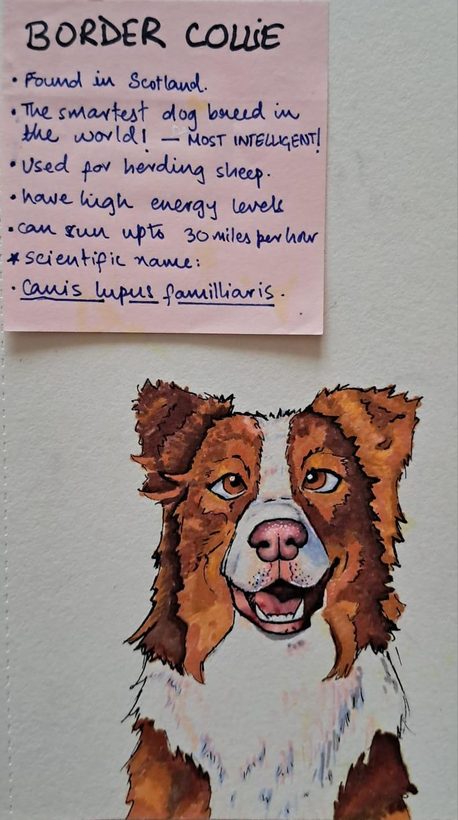 BORDER COLLIE
• Found in Scotland.
• The smartest dog breed in
the world! — MOST INTELLIGENT!
• Used for herding sheep.
• have high energy levels
• can run upto 30 miles per hour
* scientific name:
• Canis lupus familliaris.